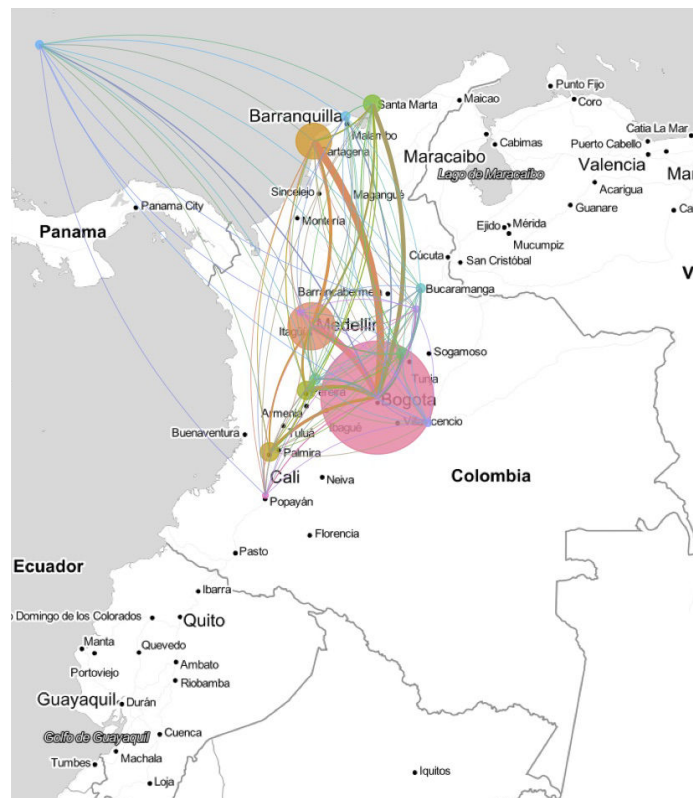 Santa Marta
Punto Fijo
Coro
Maicao
Barranquilla
Malambo
Catia La Mar
Cartagena
Cabimas
Puerto Cabello
Maracaibo
Valencia
Lago de Maracaibo
Acarigua
Sincelejo
Magangué
Guanare
Panama City
Montería
Ejido
Mérida
Panama
Mucumpiz
Cúcuta
San Cristóbal
Barrancabermeja
Bucaramanga
Itagüí
Medellin
Sogamoso
Tunja
Pereira
Bogota
Armenia
Villavicencio
Ibagué
Buenaventura
Tuluá
Palmira
Cali
Neiva
Colombia
Popayán
Florencia
Pasto
Ecuador
Ibarra
o Domingo de los Colorados
Quito
Manta
Quevedo
Ambato
Portoviejo
Riobamba
Guayaquil
Durán
Golfo de Guayaquil
Cuenca
Machala
Tumbes
Loja
Iquitos